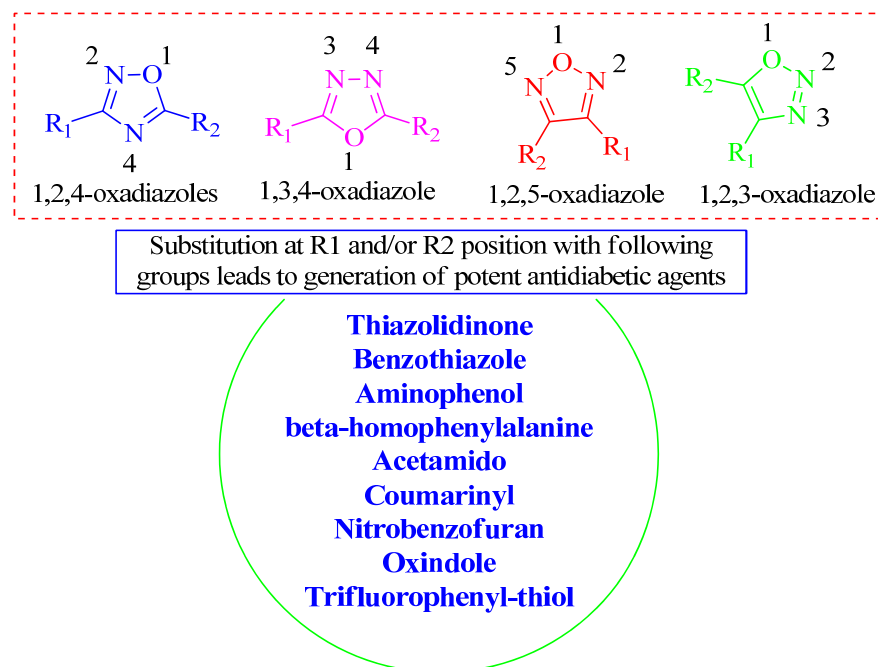 2 1 3 4 1 1
N O N N 5 O 2 O 2
N N R2 N
R1 N R2 R1 O R2 N 3
4 1 R2 R1 R1
1,2,4-oxadiazoles 1,3,4-oxadiazole 1,2,5-oxadiazole 1,2,3-oxadiazole
Substitution at R1 and/or R2 position with following
groups leads to generation of potent antidiabetic agents
Thiazolidinone
Benzothiazole
Aminophenol
beta-homophenylalanine
Acetamido
Coumarinyl
Nitrobenzofuran
Oxindole
Trifluorophenyl-thiol